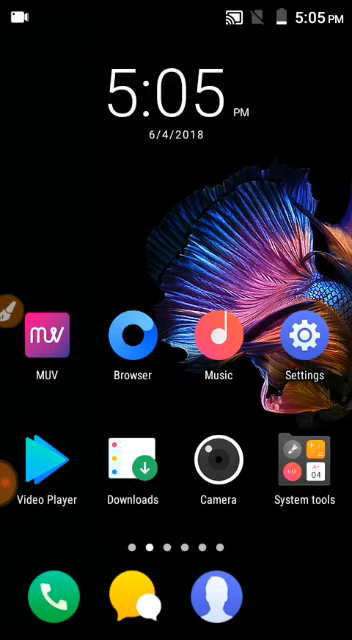 5:05 PM
5:05 PM
6/4/2018
MUV
MUV Browser Music Settings
04
Video Player Downloads Camera System tools